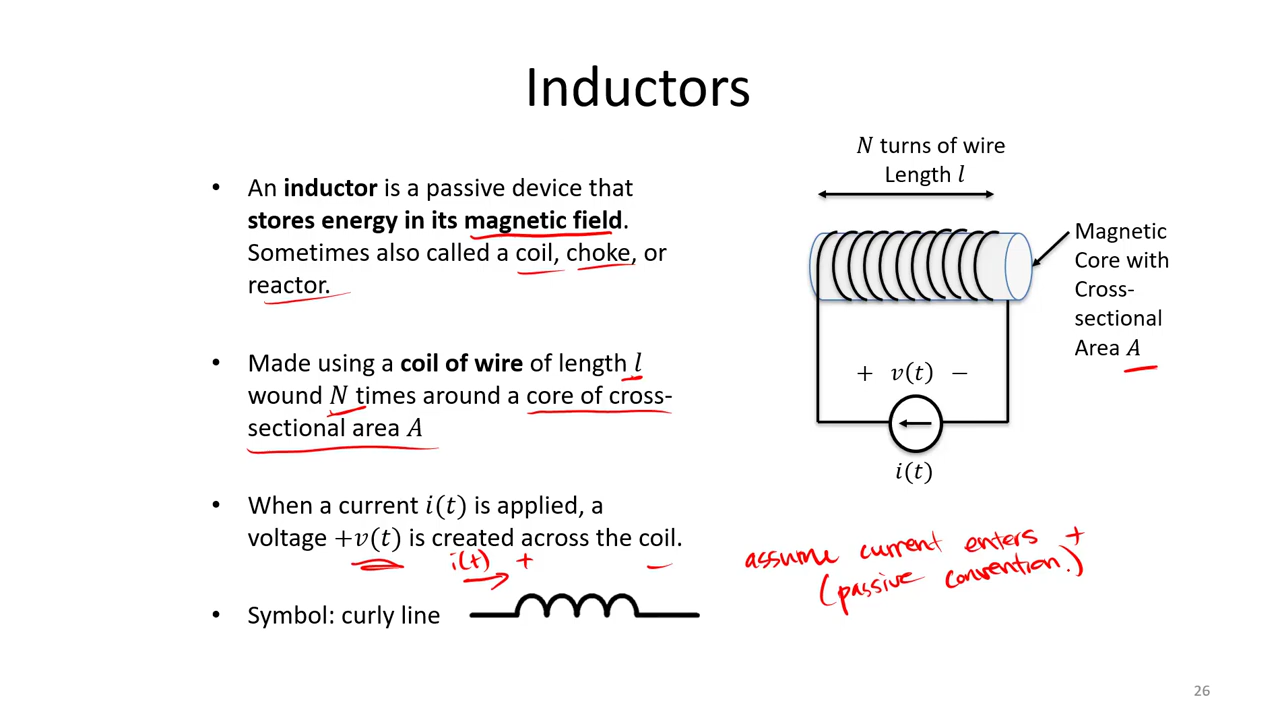 Inductors
• An inductor is a passive device that
stores energy in its magnetic field.
Sometimes also called a coil, choke, or
reactor.
• Made using a coil of wire of length l
wound N times around a core of cross-
sectional area A
• When a current i(t) is applied, a
voltage +v(t) is created across the coil.
i(t) + −
• Symbol: curly line
N turns of wire
Length l
Magnetic
Core with
Cross-
sectional
Area A
+ v(t) −
i(t)
assume current enters +
(passive convention.)
26